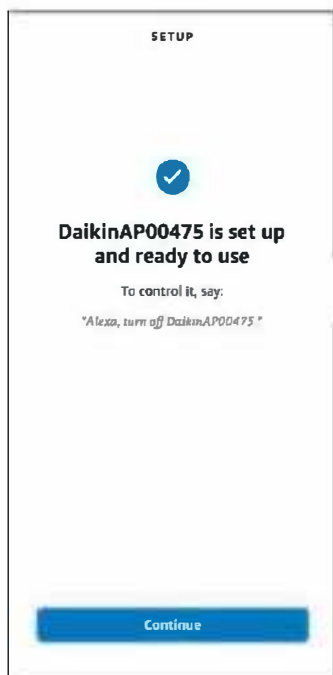 SETUP
DaikinAP00475 is set up
and ready to use
To control it, say:
"Alexa, turn off DaikinAP00475 "
Continue